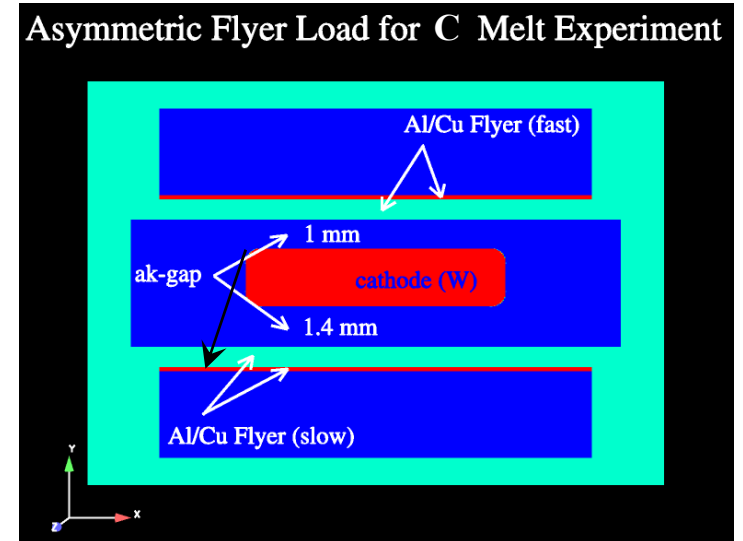 Asymmetric Flyer Load for C Melt Experiment
Al/Cu Flyer (fast)
1 mm
ak-gap
cathode (W)
1.4 mm
Al/Cu Flyer (slow)
Y
X
Z